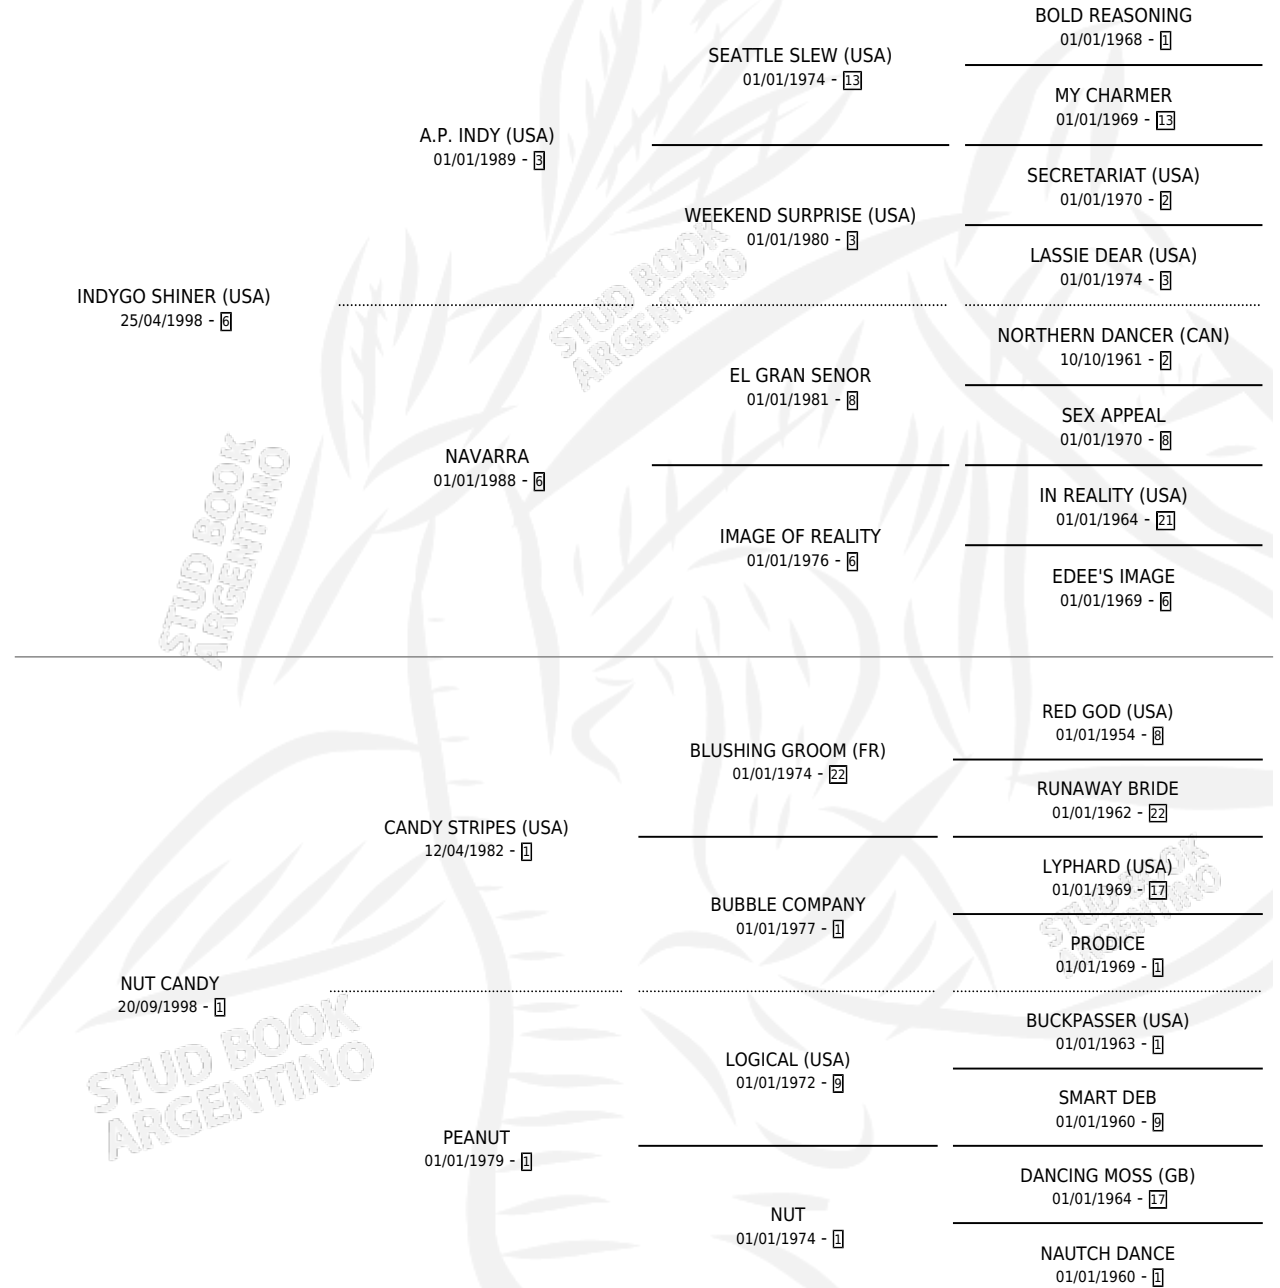 BOLD REASONING
01/01/1968 - 1
SEATTLE SLEW (USA)
01/01/1974 - 13
MY CHARMER
01/01/1969 - 13
A.P. INDY (USA)
01/01/1989 - 3
SECRETARIAT (USA)
01/01/1970 - 2
WEEKEND SURPRISE (USA)
01/01/1980 - 3
LASSIE DEAR (USA)
01/01/1974 - 3
INDYGO SHINER (USA)
25/04/1998 - 6
NORTHERN DANCER (CAN)
10/10/1961 - 2
EL GRAN SENOR
01/01/1981 - 8
SEX APPEAL
01/01/1970 - 8
NAVARRA
01/01/1988 - 6
IN REALITY (USA)
01/01/1964 - 21
IMAGE OF REALITY
01/01/1976 - 6
EDEE'S IMAGE
01/01/1969 - 6
RED GOD (USA)
01/01/1954 - 8
BLUSHING GROOM (FR)
01/01/1974 - 22
RUNAWAY BRIDE
01/01/1962 - 22
CANDY STRIPES (USA)
12/04/1982 - 1
LYPHARD (USA)
01/01/1969 - 17
BUBBLE COMPANY
01/01/1977 - 1
PRODICE
01/01/1969 - 1
NUT CANDY
20/09/1998 - 1
BUCKPASSER (USA)
01/01/1963 - 1
LOGICAL (USA)
01/01/1972 - 9
SMART DEB
01/01/1960 - 9
PEANUT
01/01/1979 - 1
DANCING MOSS (GB)
01/01/1964 - 17
NUT
01/01/1974 - 1
NAUTCH DANCE
01/01/1960 - 1
STUD BOOK
ARGENTINO
STUD BOOK
ARGENTINO
STUD BOOK
ARGENTINO
STUD BOOK
ARGENTINO